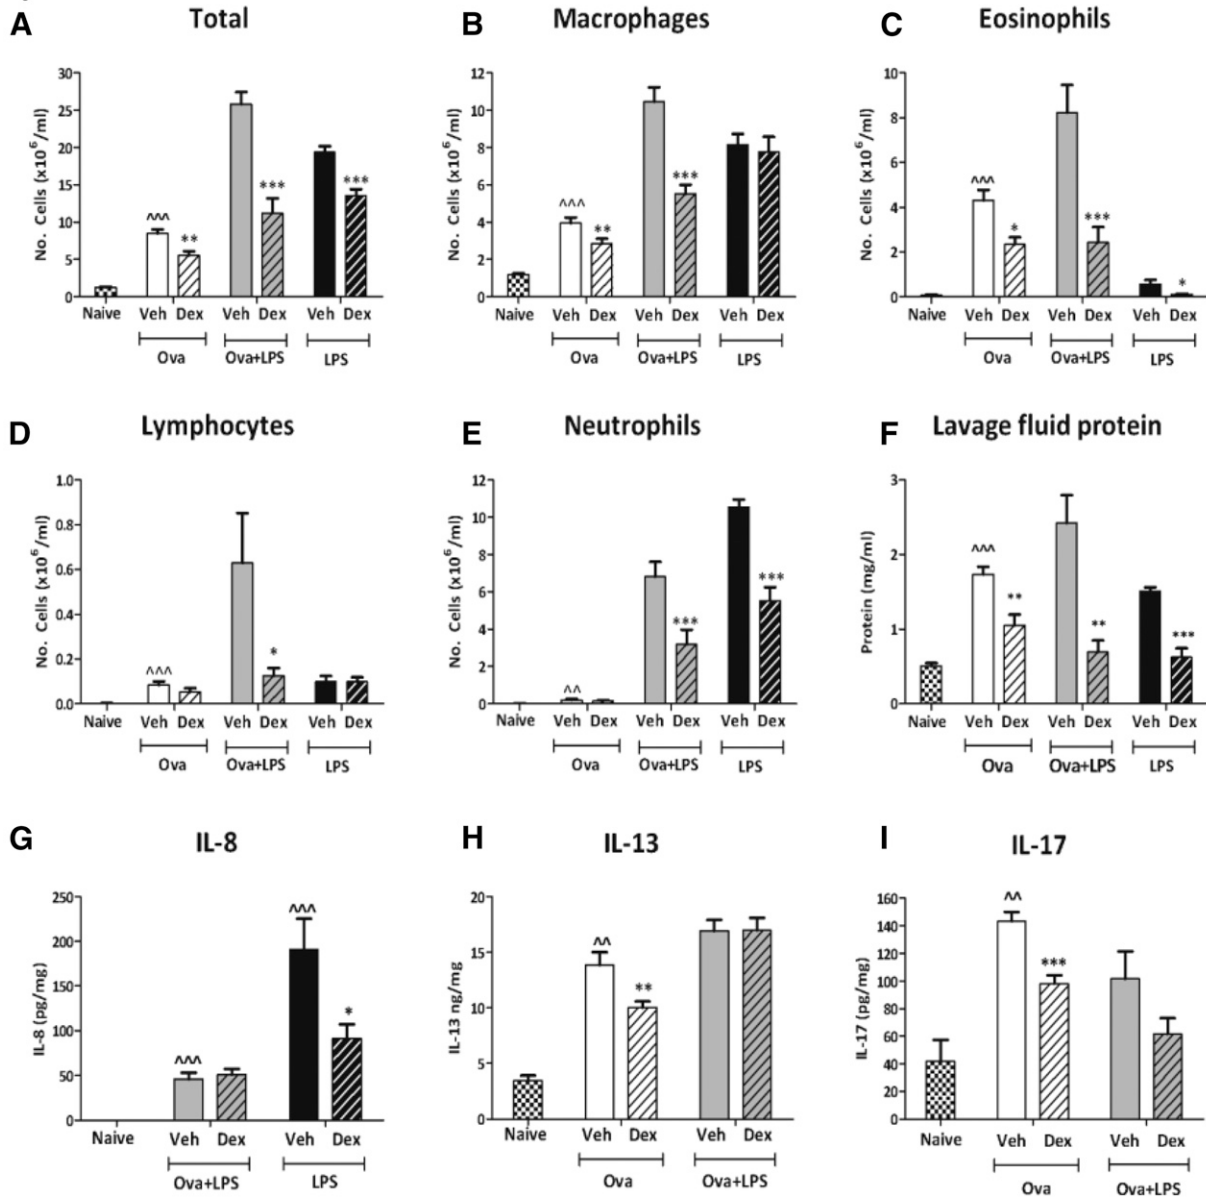 A Total
30
25
20
15
10
5
0
No. Cells (x10^6/ml)
^^^
**
***
***
Naive Veh Dex Veh Dex Veh Dex
Ova Ova+LPS LPS
B Macrophages
12
10
8
6
4
2
0
No. Cells (x10^6/ml)
^^^
**
***
Naive Veh Dex Veh Dex Veh Dex
Ova Ova+LPS LPS
C Eosinophils
10
8
6
4
2
0
No. Cells (x10^6/ml)
^^^
*
***
*
Naive Veh Dex Veh Dex Veh Dex
Ova Ova+LPS LPS
D Lymphocytes
1.0
0.8
0.6
0.4
0.2
0.0
No. Cells (x10^6/ml)
^^^
*
Naive Veh Dex Veh Dex Veh Dex
Ova Ova+LPS LPS
E Neutrophils
12
10
8
6
4
2
0
No. Cells (x10^6/ml)
^^
***
***
Naive Veh Dex Veh Dex Veh Dex
Ova Ova+LPS LPS
F Lavage fluid protein
3
2
1
0
Protein (mg/ml)
^^^
**
**
***
Naive Veh Dex Veh Dex Veh Dex
Ova Ova+LPS LPS
G IL-8
250
200
150
100
50
0
IL-8 (pg/mg)
^^^
^^^
*
Naive Veh Dex Veh Dex
Ova+LPS LPS
H IL-13
20
15
10
5
0
IL-13 ng/mg
^^
**
Naive Veh Dex Veh Dex
Ova Ova+LPS
I IL-17
160
140
120
100
80
60
40
20
0
IL-17 (pg/mg)
^^
***
Naive Veh Dex Veh Dex
Ova Ova+LPS